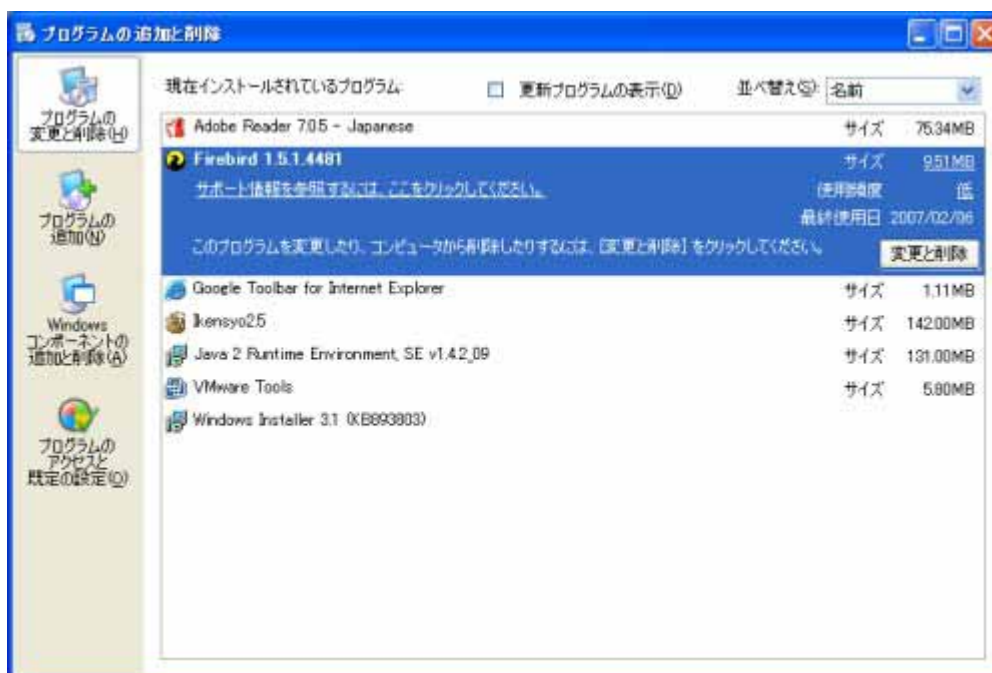 プログラムの追加と削除
プログラムの
変更と削除(H)
プログラムの
追加(N)
Windows
コンポーネントの
追加と削除(A)
プログラムの
アクセスと
既定の設定(O)
現在インストールされているプログラム:
更新プログラムの表示(D)
並べ替え(S):
名前
Adobe Reader 7.0.5 - Japanese サイズ 75.34MB
Firebird 1.5.1.4481 サイズ 9.51MB
サポート情報を参照するには、ここをクリックしてください。 使用頻度 低
最終使用日 2007/02/06
このプログラムを変更したり、コンピュータから削除したりするには、[変更と削除] をクリックしてください。 変更と削除
Google Toolbar for Internet Explorer サイズ 1.11MB
Ikensyo2.5 サイズ 142.00MB
Java 2 Runtime Environment, SE v1.4.2_09 サイズ 131.00MB
VMware Tools サイズ 5.80MB
Windows Installer 3.1 (KB893803)